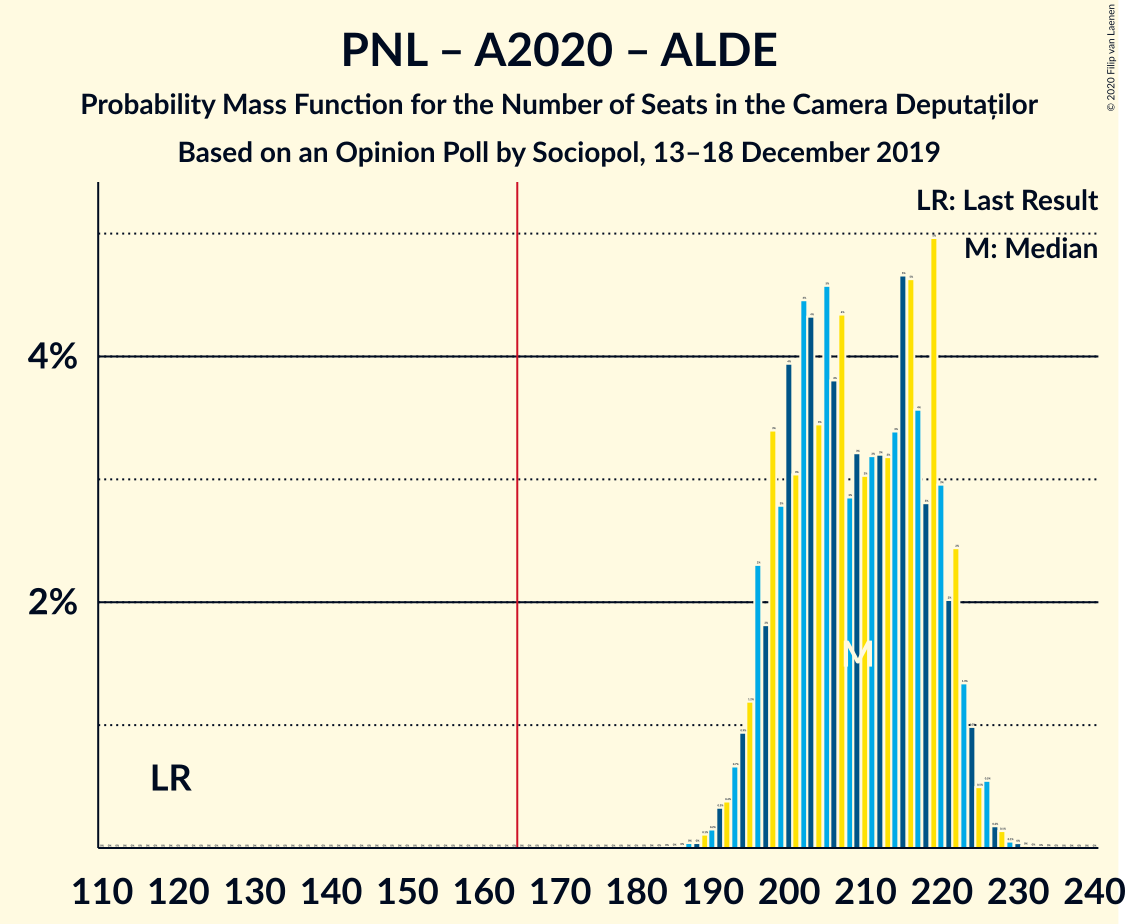 PNL – A2020 – ALDE
Probability Mass Function for the Number of Seats in the Camera Deputaților
Based on an Opinion Poll by Sociopol, 13–18 December 2019
© 2020 Filip van Laenen
LR: Last Result
M: Median
4%
2%
M
LR
110 120 130 140 150 160 170 180 190 200 210 220 230 240